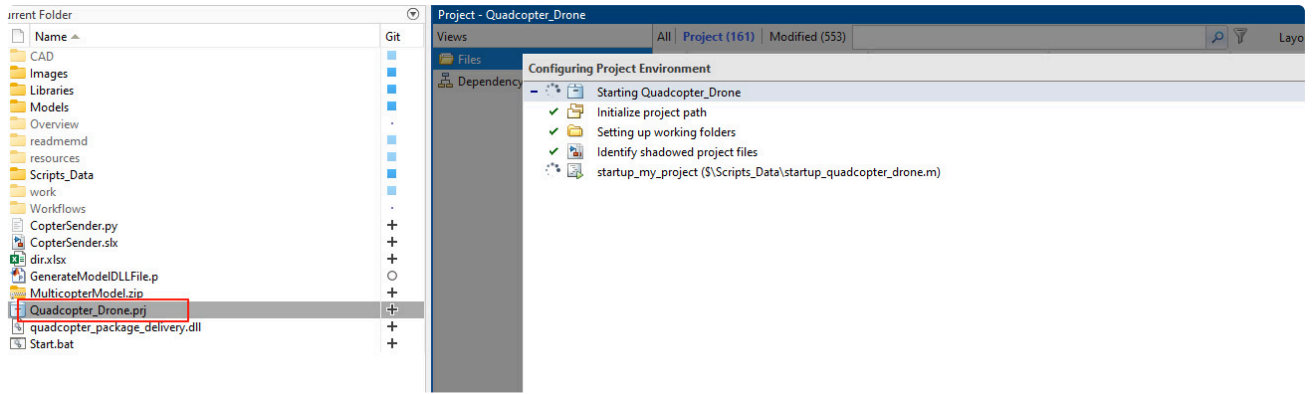 urrent Folder
Name
Git
CAD
Images
Libraries
Models
Overview
readmemd
resources
Scripts_Data
work
Workflows
CopterSender.py
CopterSender.slx
dir.xlsx
GenerateModelDLLFile.p
MulticopterModel.zip
Quadcopter_Drone.prj
quadcopter_package_delivery.dll
Start.bat
Project - Quadcopter_Drone
Views
All | Project (161) | Modified (553)
Layo
Files
Dependency
Configuring Project Environment
Starting Quadcopter_Drone
Initialize project path
Setting up working folders
Identify shadowed project files
startup_my_project ($\Scripts_Data\startup_quadcopter_drone.m)